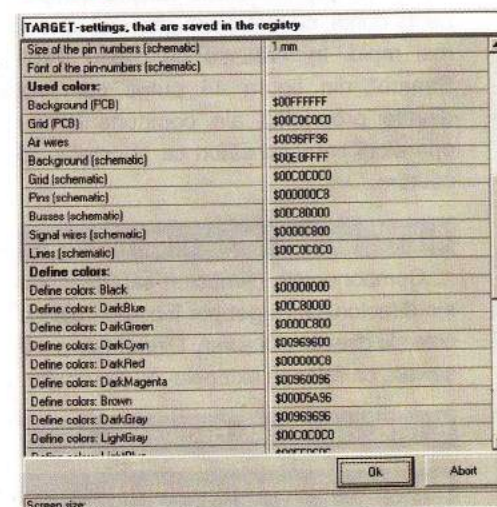 TARGET-settings, that are saved in the registry
Size of the pin numbers (schematic) 1 mm
Font of the pin-numbers (schematic)
Used colors:
Background (PCB) $00FFFFFF
Grid (PCB) $00C0C0C0
Air wires $0096FF96
Background (schematic) $00E0FFFF
Grid (schematic) $00C0C0C0
Pins (schematic) $000000C8
Busses (schematic) $00C80000
Signal wires (schematic) $0000C800
Lines (schematic) $00C0C0C0
Define colors:
Define colors: Black $00000000
Define colors: DarkBlue $00C80000
Define colors: DarkGreen $0000C800
Define colors: DarkCyan $00969600
Define colors: DarkRed $000000C8
Define colors: DarkMagenta $00960096
Define colors: Brown $00005A96
Define colors: DarkGray $00969696
Define colors: LightGray $00C0C0C0
Ok Abort
Screen size: